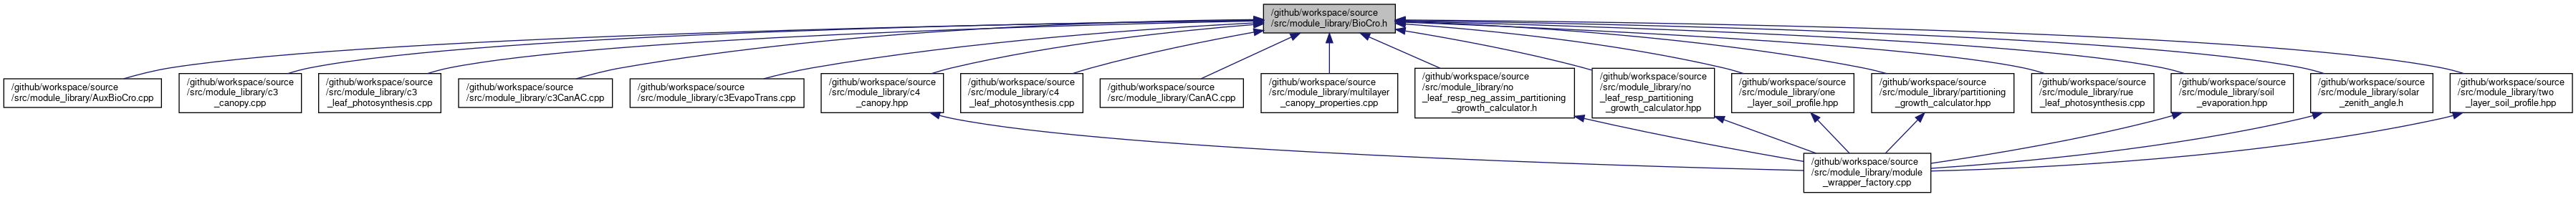 /github/workspace/source
/src/module_library/BioCro.h
/github/workspace/source
/src/module_library/AuxBioCro.cpp
/github/workspace/source
/src/module_library/c3
_canopy.cpp
/github/workspace/source
/src/module_library/c3
_leaf_photosynthesis.cpp
/github/workspace/source
/src/module_library/c3CanAC.cpp
/github/workspace/source
/src/module_library/c3EvapoTrans.cpp
/github/workspace/source
/src/module_library/c4
_canopy.hpp
/github/workspace/source
/src/module_library/c4
_leaf_photosynthesis.cpp
/github/workspace/source
/src/module_library/CanAC.cpp
/github/workspace/source
/src/module_library/multilayer
_canopy_properties.cpp
/github/workspace/source
/src/module_library/no
_leaf_resp_neg_assim_partitioning
_growth_calculator.h
/github/workspace/source
/src/module_library/no
_leaf_resp_partitioning
_growth_calculator.hpp
/github/workspace/source
/src/module_library/one
_layer_soil_profile.hpp
/github/workspace/source
/src/module_library/partitioning
_growth_calculator.hpp
/github/workspace/source
/src/module_library/rue
_leaf_photosynthesis.cpp
/github/workspace/source
/src/module_library/soil
_evaporation.hpp
/github/workspace/source
/src/module_library/solar
_zenith_angle.h
/github/workspace/source
/src/module_library/two
_layer_soil_profile.hpp
/github/workspace/source
/src/module_library/module
_wrapper_factory.cpp